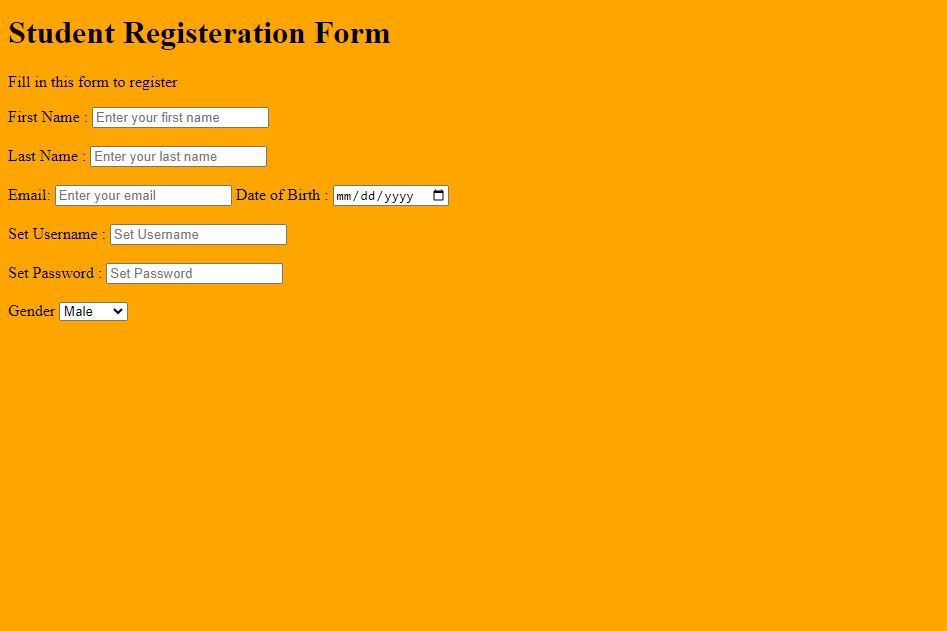 Student Registeration Form
Fill in this form to register
First Name : Enter your first name
Last Name : Enter your last name
Email: Enter your email Date of Birth : mm/dd/yyyy
Set Username : Set Username
Set Password : Set Password
Gender Male